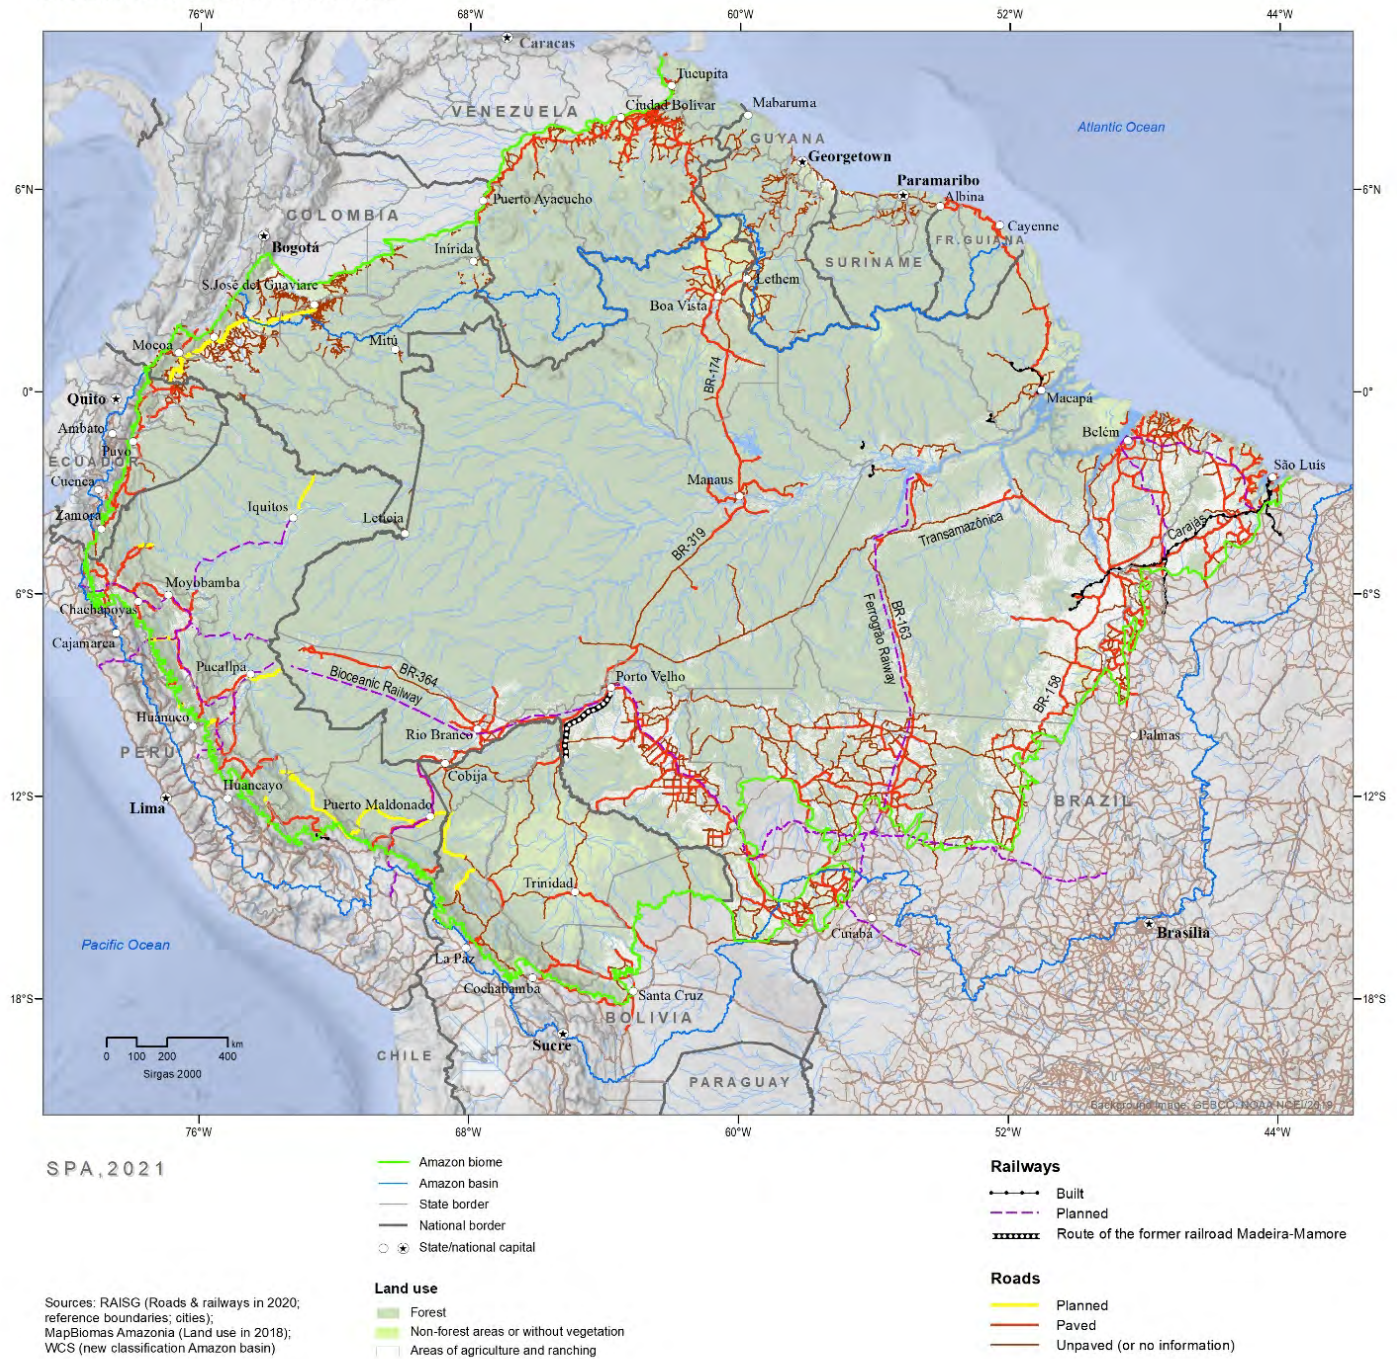 76°W 68°W 60°W 52°W 44°W
Caracas
Tucupita
VENEZUELA
Ciudad Bolívar
Mabaruma
Atlantic Ocean
GUYANA
Georgetown
6°N
Paramaribo
6°N
Puerto Ayacucho
Albina
COLOMBIA
Cayenne
Bogotá
Inírida
FR.GUIANA
SURINAME
S.José del Guaviare
Lethem
Boa Vista
Mocoa
Mitú
BR-174
0°
Quito
Macapá
0°
Ambato
Belém
Puyo
ECUADOR
São Luís
Cuenca
Manaus
Iquitos
Zamora
Leticia
Carajás
Transamazônica
BR-319
6°S
Moyobamba
6°S
Chachapoyas
BR-163
Ferrogrão Raiway
Cajamarca
Pucallpa
BR-364
Bioceanic Railway
Porto Velho
BR-158
Huánuco
Rio Branco
Palmas
PERU
Cobija
Huancayo
12°S
Lima
Puerto Maldonado
BRAZIL
12°S
Trinidad
Cuiabá
Brasília
Pacific Ocean
La Paz
Cochabamba
Santa Cruz
18°S
18°S
BOLIVIA
Sucre
0 100 200 400 km
Sirgas 2000
CHILE
PARAGUAY
Background image: GEBCO; NOAA NCEI/2019
76°W 68°W 60°W 52°W 44°W
SPA,2021
Amazon biome
Amazon basin
State border
National border
State/national capital
Land use
Forest
Non-forest areas or without vegetation
Areas of agriculture and ranching
Railways
Built
Planned
Route of the former railroad Madeira-Mamore
Roads
Planned
Paved
Unpaved (or no information)
Sources: RAISG (Roads & railways in 2020;
reference boundaries; cities);
MapBiomas Amazonia (Land use in 2018);
WCS (new classification Amazon basin)